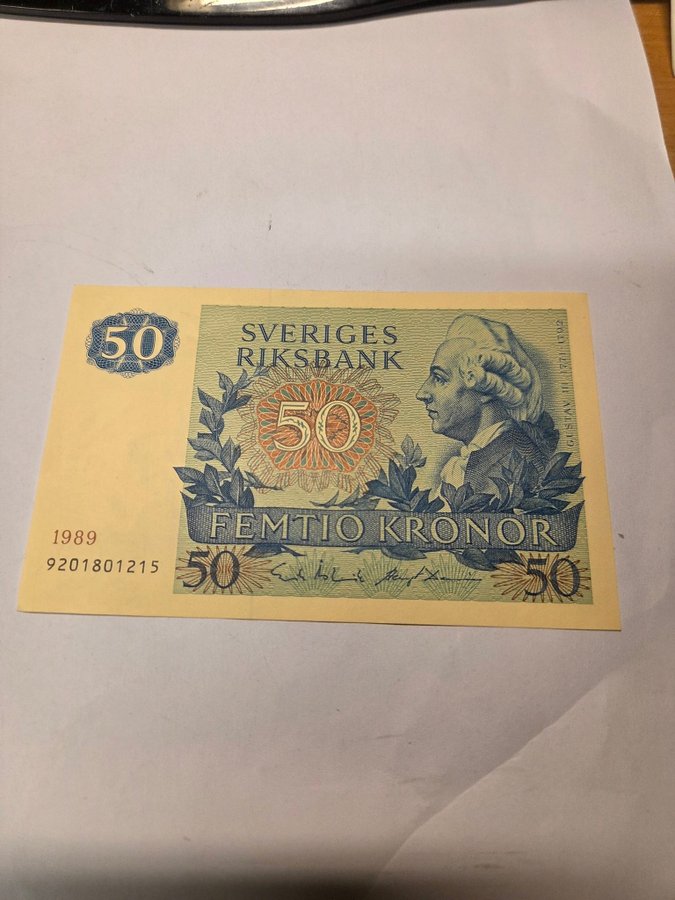 50
SVERIGES
RIKSBANK
50
GUSTAV III 1771-1792
FEMTIO KRONOR
1989
9201801215
50
50